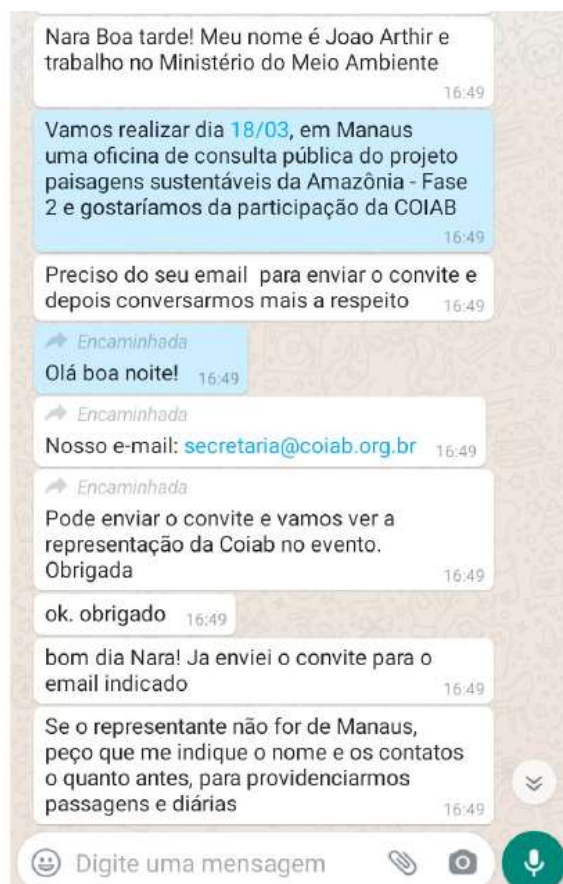 Nara Boa tarde! Meu nome é Joao Arthir e
trabalho no Ministério do Meio Ambiente
16:49
Vamos realizar dia 18/03, em Manaus
uma oficina de consulta pública do projeto
paisagens sustentáveis da Amazônia - Fase
2 e gostaríamos da participação da COIAB
16:49
Preciso do seu email para enviar o convite e
depois conversarmos mais a respeito 16:49
Encaminhada
Olá boa noite! 16:49
Encaminhada
Nosso e-mail: secretaria@coiab.org.br 16:49
Encaminhada
Pode enviar o convite e vamos ver a
representação da Coiab no evento.
Obrigada 16:49
ok. obrigado 16:49
bom dia Nara! Ja enviei o convite para o
email indicado 16:49
Se o representante não for de Manaus,
peço que me indique o nome e os contatos
o quanto antes, para providenciarmos
passagens e diárias 16:49
Digite uma mensagem